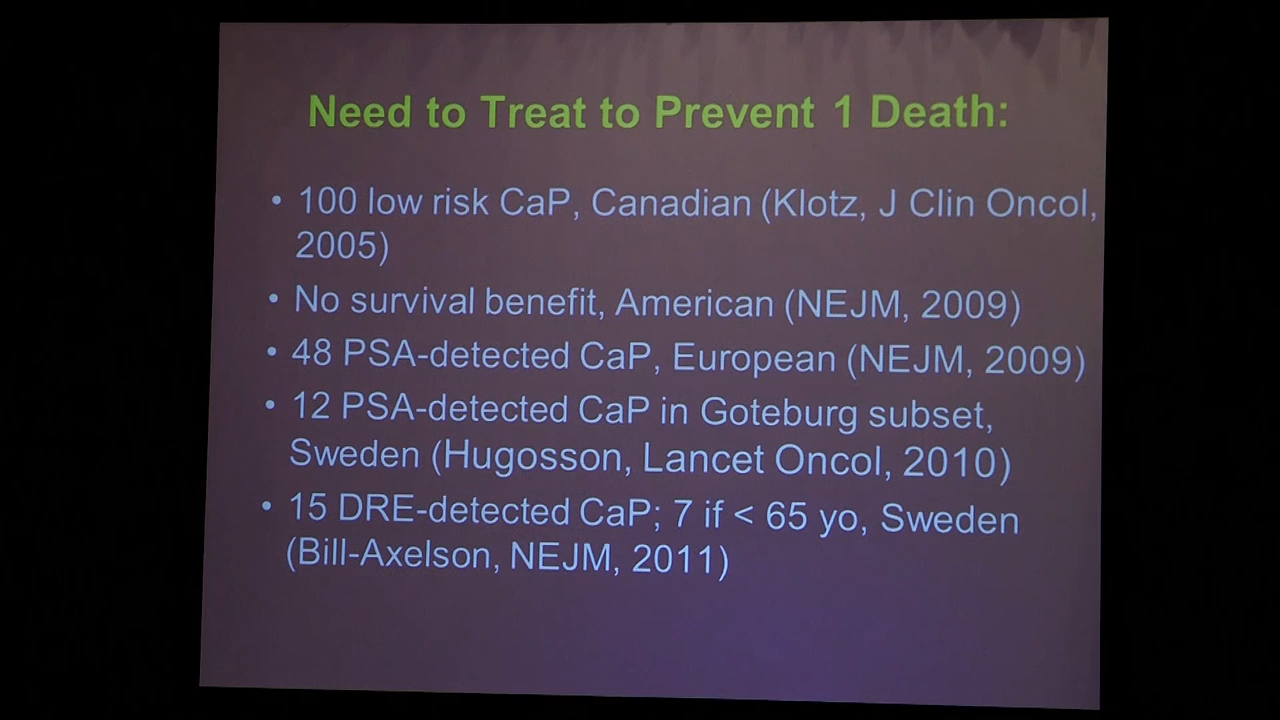 Need to Treat to Prevent 1 Death:
• 100 low risk CaP, Canadian (Klotz, J Clin Oncol,
2005)
• No survival benefit, American (NEJM, 2009)
• 48 PSA-detected CaP, European (NEJM, 2009)
• 12 PSA-detected CaP in Goteburg subset,
Sweden (Hugosson, Lancet Oncol, 2010)
• 15 DRE-detected CaP; 7 if < 65 yo, Sweden
(Bill-Axelson, NEJM, 2011)